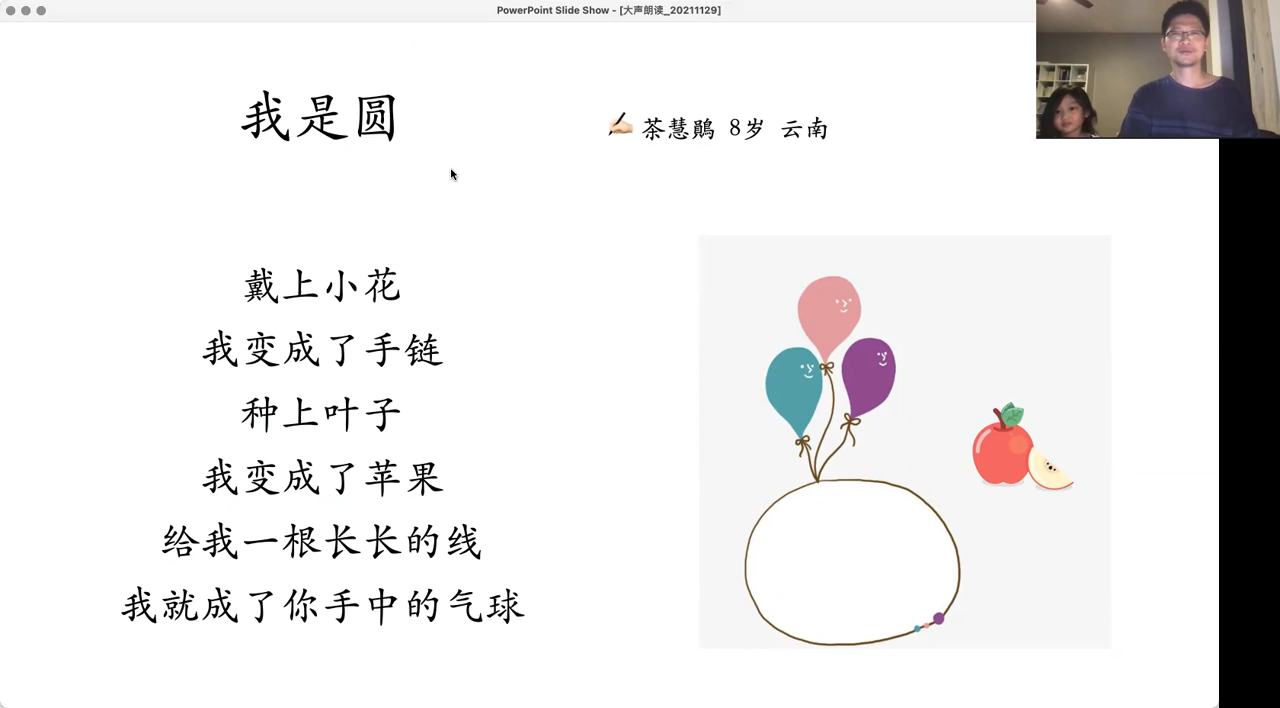 PowerPoint Slide Show - [大声朗读_20211129]
我是圆
茶慧鹃 8岁 云南
戴上小花
我变成了手链
种上叶子
我变成了苹果
给我一根长长的线
我就成了你手中的气球